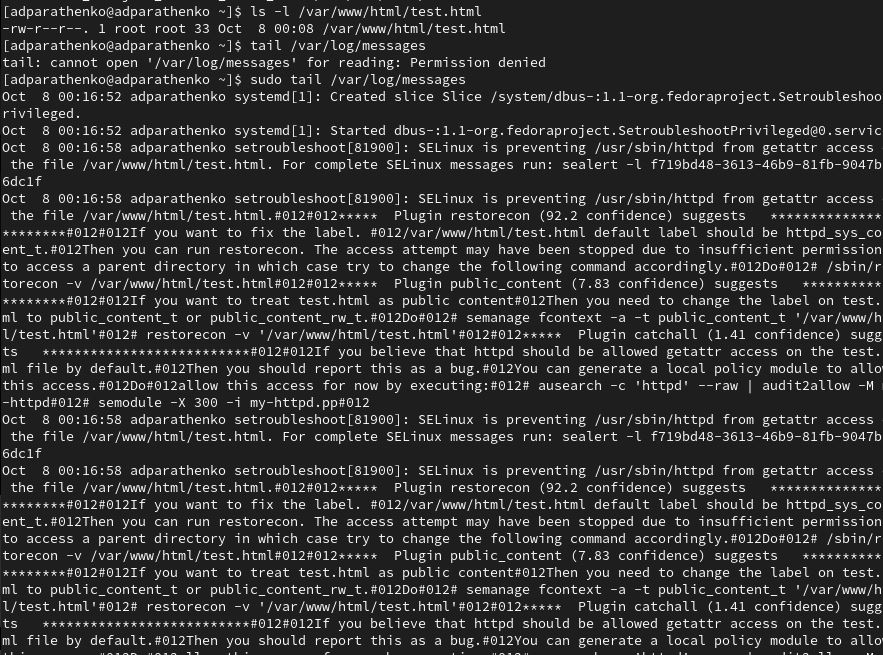 [adparathenko@adparathenko ~]$ ls -l /var/www/html/test.html
-rw-r--r--. 1 root root 33 Oct  8 00:08 /var/www/html/test.html
[adparathenko@adparathenko ~]$ tail /var/log/messages
tail: cannot open '/var/log/messages' for reading: Permission denied
[adparathenko@adparathenko ~]$ sudo tail /var/log/messages
Oct  8 00:16:52 adparathenko systemd[1]: Created slice Slice /system/dbus-:1.1-org.fedoraproject.Setroubleshoo
rivileged.
Oct  8 00:16:52 adparathenko systemd[1]: Started dbus-:1.1-org.fedoraproject.SetroubleshootPrivileged@0.servic
Oct  8 00:16:58 adparathenko setroubleshoot[81900]: SELinux is preventing /usr/sbin/httpd from getattr access
 the file /var/www/html/test.html. For complete SELinux messages run: sealert -l f719bd48-3613-46b9-81fb-9047b
6dc1f
Oct  8 00:16:58 adparathenko setroubleshoot[81900]: SELinux is preventing /usr/sbin/httpd from getattr access
 the file /var/www/html/test.html.#012#012*****  Plugin restorecon (92.2 confidence) suggests   **************
********#012#012If you want to fix the label. #012/var/www/html/test.html default label should be httpd_sys_co
ent_t.#012Then you can run restorecon. The access attempt may have been stopped due to insufficient permission
to access a parent directory in which case try to change the following command accordingly.#012Do#012# /sbin/r
torecon -v /var/www/html/test.html#012#012*****  Plugin public_content (7.83 confidence) suggests   **********
********#012#012If you want to treat test.html as public content#012Then you need to change the label on test.
ml to public_content_t or public_content_rw_t.#012Do#012# semanage fcontext -a -t public_content_t '/var/www/h
l/test.html'#012# restorecon -v '/var/www/html/test.html'#012#012*****  Plugin catchall (1.41 confidence) sugg
ts   **************************#012#012If you believe that httpd should be allowed getattr access on the test.
ml file by default.#012Then you should report this as a bug.#012You can generate a local policy module to allo
this access.#012Do#012allow this access for now by executing:#012# ausearch -c 'httpd' --raw | audit2allow -M
-httpd#012# semodule -X 300 -i my-httpd.pp#012
Oct  8 00:16:58 adparathenko setroubleshoot[81900]: SELinux is preventing /usr/sbin/httpd from getattr access
 the file /var/www/html/test.html. For complete SELinux messages run: sealert -l f719bd48-3613-46b9-81fb-9047b
6dc1f
Oct  8 00:16:58 adparathenko setroubleshoot[81900]: SELinux is preventing /usr/sbin/httpd from getattr access
 the file /var/www/html/test.html.#012#012*****  Plugin restorecon (92.2 confidence) suggests   **************
********#012#012If you want to fix the label. #012/var/www/html/test.html default label should be httpd_sys_co
ent_t.#012Then you can run restorecon. The access attempt may have been stopped due to insufficient permission
to access a parent directory in which case try to change the following command accordingly.#012Do#012# /sbin/r
torecon -v /var/www/html/test.html#012#012*****  Plugin public_content (7.83 confidence) suggests   **********
********#012#012If you want to treat test.html as public content#012Then you need to change the label on test.
ml to public_content_t or public_content_rw_t.#012Do#012# semanage fcontext -a -t public_content_t '/var/www/h
l/test.html'#012# restorecon -v '/var/www/html/test.html'#012#012*****  Plugin catchall (1.41 confidence) sugg
ts   **************************#012#012If you believe that httpd should be allowed getattr access on the test.
ml file by default.#012Then you should report this as a bug.#012You can generate a local policy module to allo